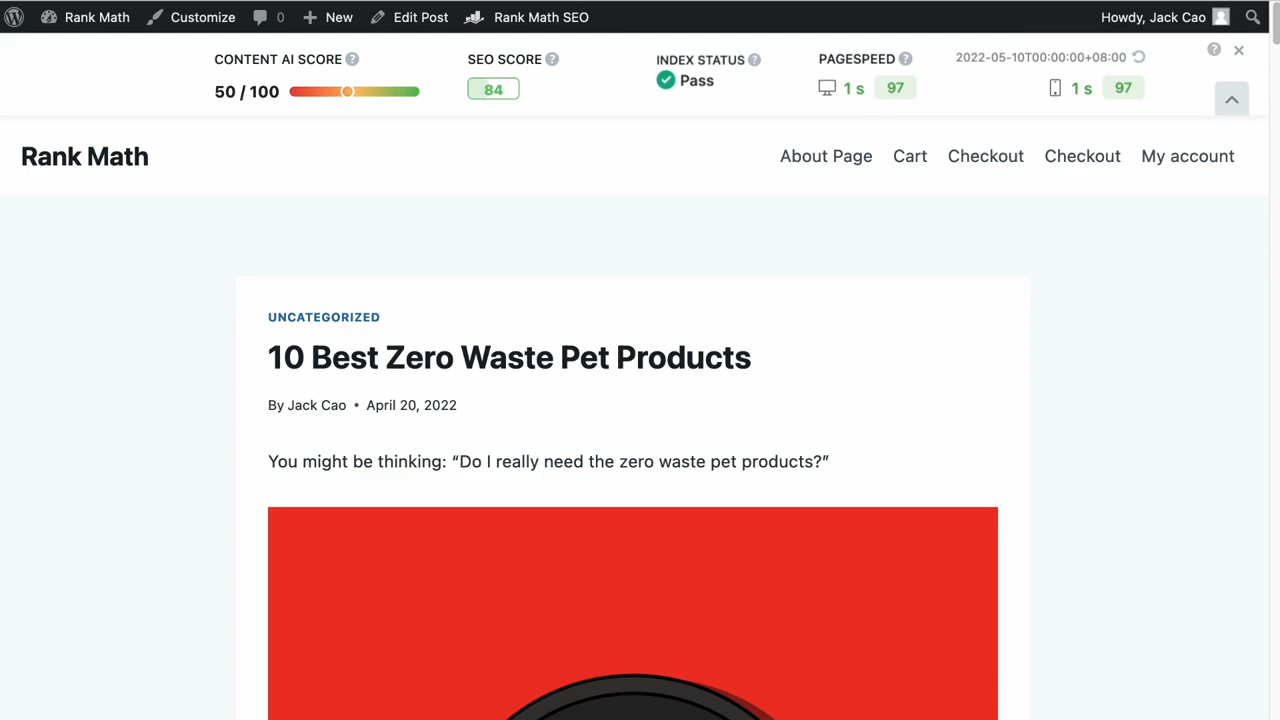 Rank Math Customize 0 New Edit Post Rank Math SEO Howdy, Jack Cao
CONTENT AI SCORE ? SEO SCORE ? INDEX STATUS ? PAGESPEED ? 2022-05-10T00:00:00+08:00 ?
50 / 100 84 Pass 1 s 97 1 s 97
Rank Math About Page Cart Checkout Checkout My account
UNCATEGORIZED
10 Best Zero Waste Pet Products
By Jack Cao • April 20, 2022
You might be thinking: “Do I really need the zero waste pet products?”